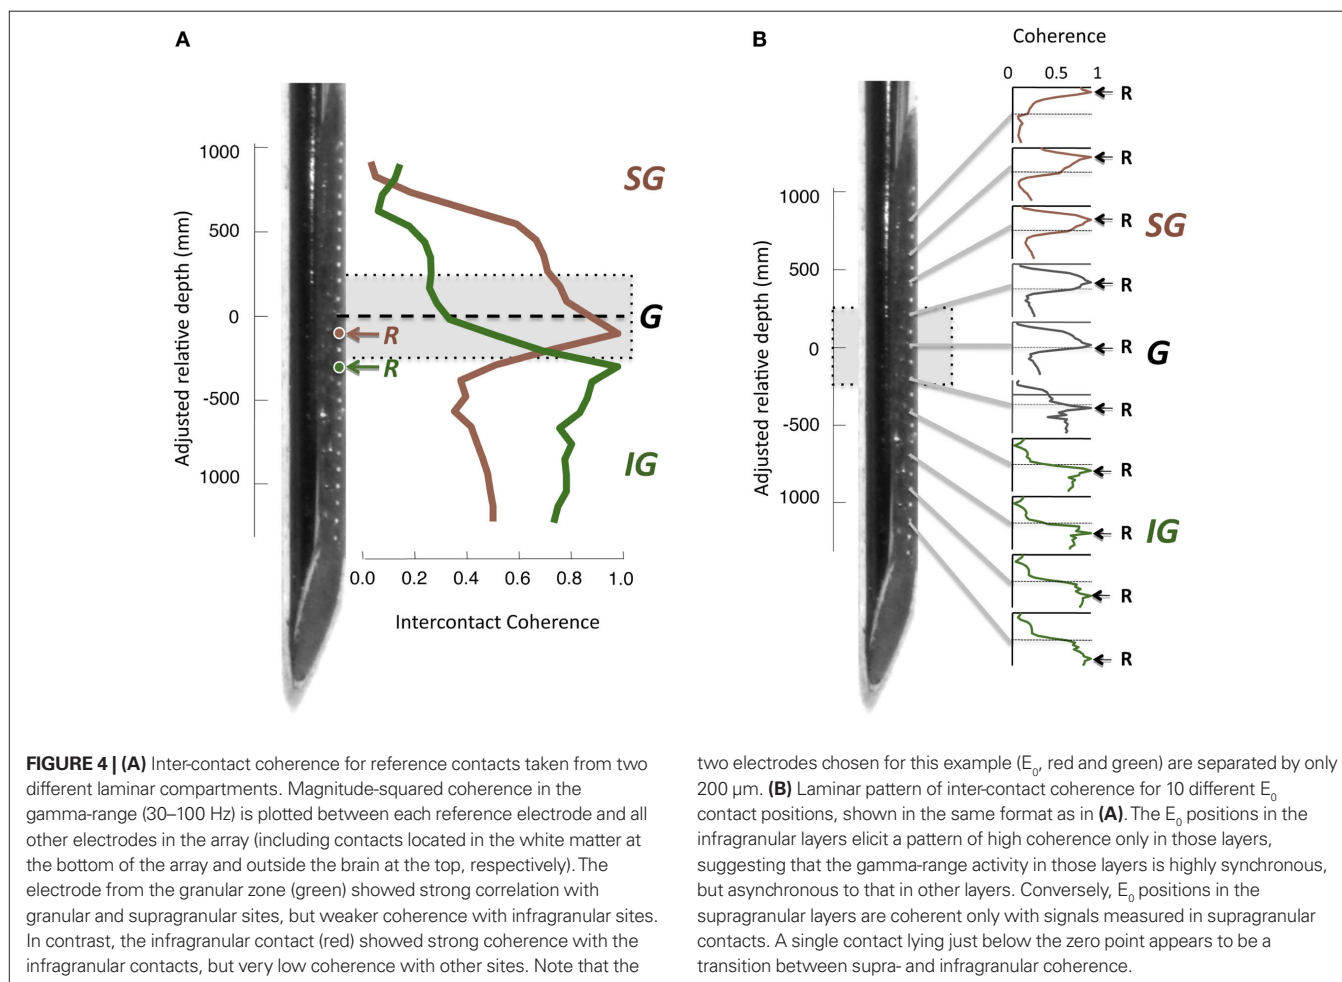 A
B
Coherence
0 0.5 1
R
R
R
R
R
R
R
R
R
R
SG
G
IG
Adjusted relative depth (mm)
1000
500
0
-500
1000
SG
G
IG
R
R
0.0 0.2 0.4 0.6 0.8 1.0
Intercontact Coherence
Adjusted relative depth (mm)
1000
500
0
-500
1000
FIGURE 4 | (A) Inter-contact coherence for reference contacts taken from two
different laminar compartments. Magnitude-squared coherence in the
gamma-range (30–100 Hz) is plotted between each reference electrode and all
other electrodes in the array (including contacts located in the white matter at
the bottom of the array and outside the brain at the top, respectively). The
electrode from the granular zone (green) showed strong correlation with
granular and supragranular sites, but weaker coherence with infragranular sites.
In contrast, the infragranular contact (red) showed strong coherence with the
infragranular contacts, but very low coherence with other sites. Note that the
two electrodes chosen for this example (E0, red and green) are separated by only
200 µm. (B) Laminar pattern of inter-contact coherence for 10 different E0
contact positions, shown in the same format as in (A). The E0 positions in the
infragranular layers elicit a pattern of high coherence only in those layers,
suggesting that the gamma-range activity in those layers is highly synchronous,
but asynchronous to that in other layers. Conversely, E0 positions in the
supragranular layers are coherent only with signals measured in supragranular
contacts. A single contact lying just below the zero point appears to be a
transition between supra- and infragranular coherence.